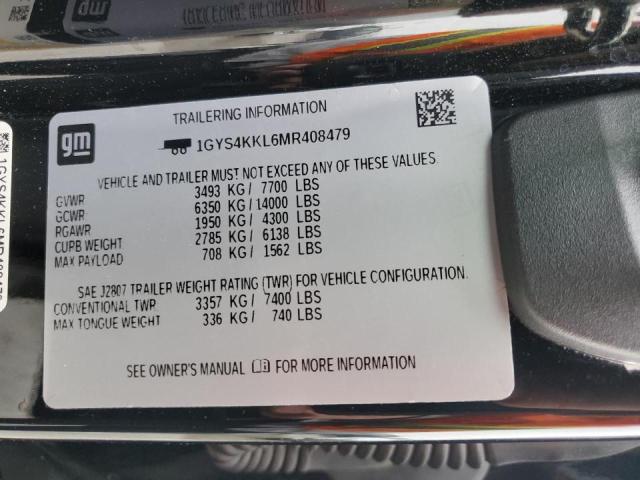 TRAILERING INFORMATION
gm
1GYS4KKL6MR408479
VEHICLE AND TRAILER MUST NOT EXCEED ANY OF THESE VALUES.
GVWR 3493 KG/ 7700 LBS
GCWR 6350 KG/14000 LBS
RGAWR 1950 KG/ 4300 LBS
CURB WEIGHT 2785 KG/ 6138 LBS
MAX PAYLOAD 708 KG/ 1562 LBS
SAE J2807 TRAILER WEIGHT RATING (TWR) FOR VEHICLE CONFIGURATION.
CONVENTIONAL TWR 3357 KG/ 7400 LBS
MAX TONGUE WEIGHT 336 KG/ 740 LBS
SEE OWNER'S MANUAL FOR MORE INFORMATION
1GYS4KKL6MR408479